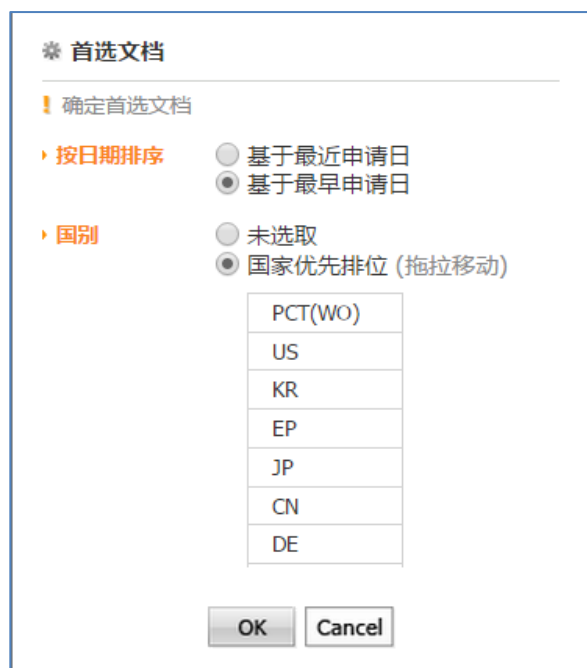 首选文档
! 确定首选文档
按日期排序
基于最近申请日
基于最早申请日
国别
未选取
国家优先排位 (拖拉移动)
PCT(WO)
US
KR
EP
JP
CN
DE
OK Cancel